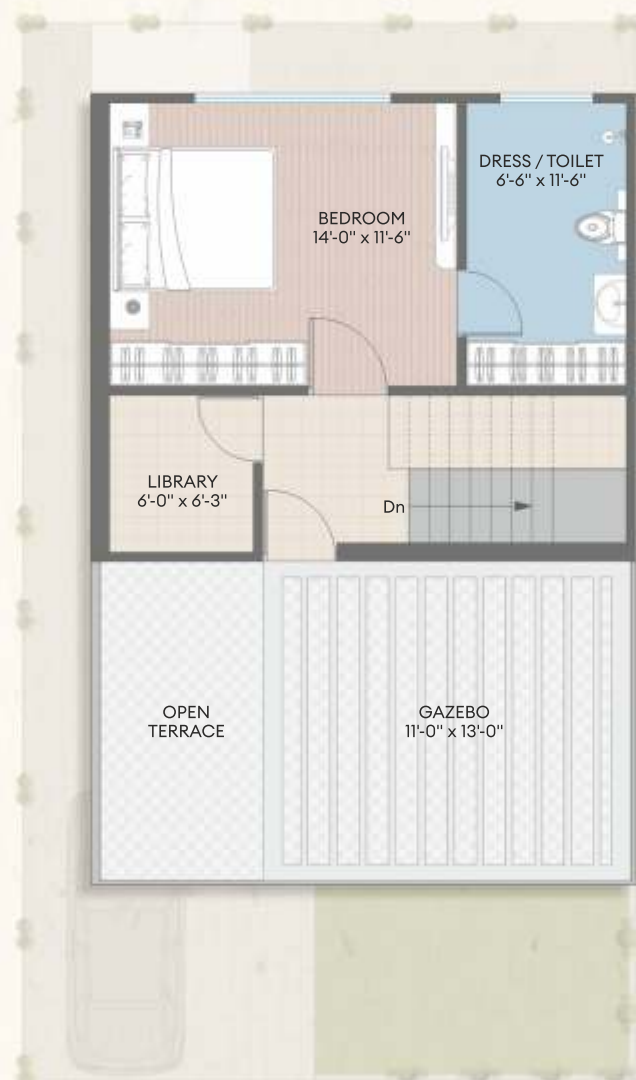 DRESS / TOILET
6'-6" x 11'-6"
BEDROOM
14'-0" x 11'-6"
LIBRARY
6'-0" x 6'-3"
Dn
OPEN
TERRACE
GAZEBO
11'-0" x 13'-0"